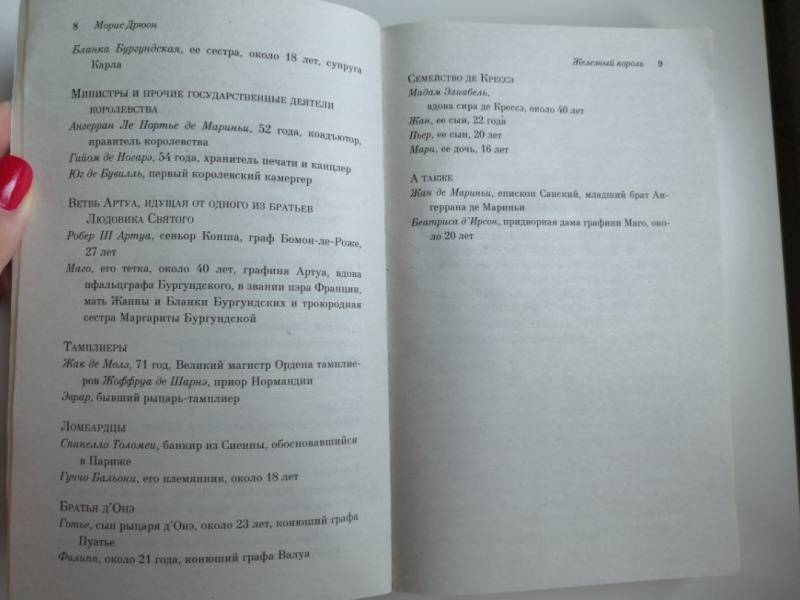 8 Морис Дрюон
Бланка Бургундская, ее сестра, около 18 лет, супруга
Карла
МИНИСТРЫ И ПРОЧИЕ ГОСУДАРСТВЕННЫЕ ДЕЯТЕЛИ
КОРОЛЕВСТВА
Ангерран Ле Портье де Мариньи, 52 года, коадъютор,
правитель королевства
Гийом де Ногарэ, 54 года, хранитель печати и канцлер
Юг де Бувилль, первый королевский камергер
ВЕТВЬ АРТУА, ИДУЩАЯ ОТ ОДНОГО ИЗ БРАТЬЕВ
ЛЮДОВИКА СВЯТОГО
Робер III Артуа, сеньор Конша, граф Бомон-ле-Роже,
27 лет
Маго, его тетка, около 40 лет, графиня Артуа, вдова
пфальцграфа Бургундского, в звании пэра Франции,
мать Жанны и Бланки Бургундских и троюродная
сестра Маргариты Бургундской
ТАМПЛИЕРЫ
Жак де Молэ, 71 год, Великий магистр Ордена тамплие-
ров Жоффруа де Шарнэ, приор Нормандии
Эврар, бывший рыцарь-тамплиер
ЛОМБАРДЦЫ
Спинелло Толомеи, банкир из Сиенны, обосновавшийся
в Париже
Гуччо Бальони, его племянник, около 18 лет
БРАТЬЯ Д'ОНЭ
Готье, сын рыцаря д'Онэ, около 23 лет, конюший графа
Пуатье
Филипп, около 21 года, конюший графа Валуа
Железный король 9
СЕМЕЙСТВО ДЕ КРЕССЭ
Мадам Элиабель,
вдова сира де Крессэ, около 40 лет
Жан, ее сын, 22 года
Пьер, ее сын, 20 лет
Мари, ее дочь, 16 лет
А ТАКЖЕ
Жан де Мариньи, епископ Санский, младший брат Ан-
геррана де Мариньи
Беатриса д'Ирсон, придворная дама графини Маго, око-
ло 20 лет